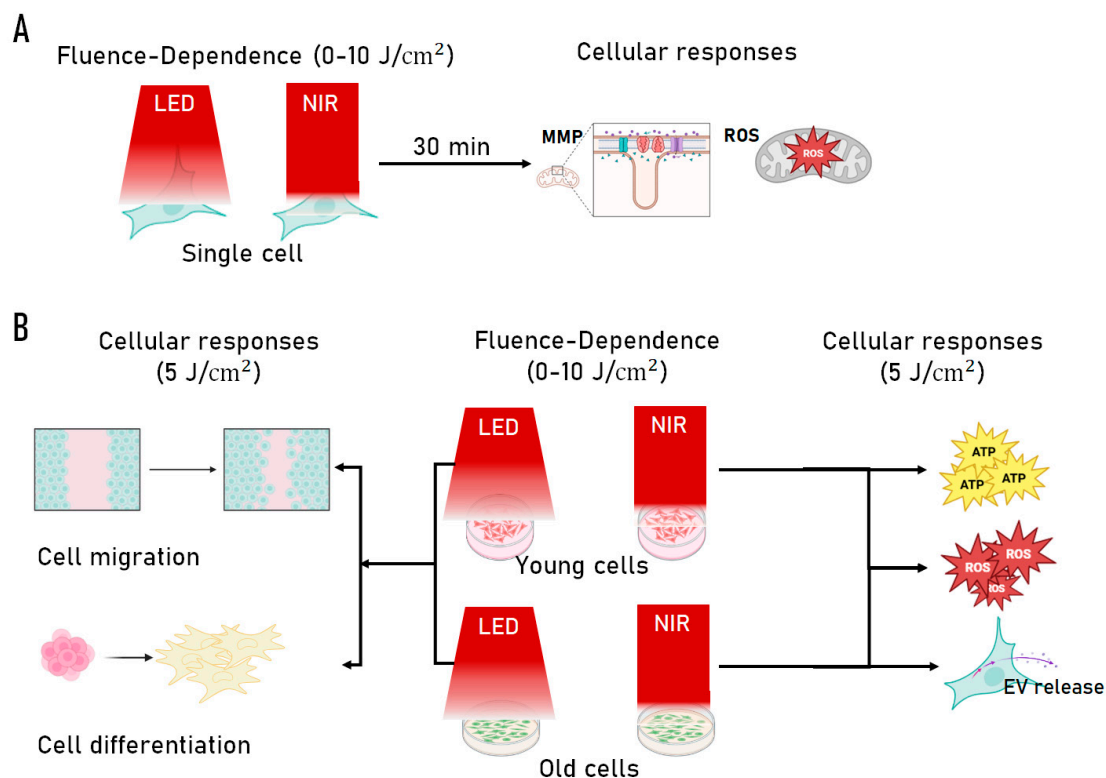 A
Fluence-Dependence (0-10 J/cm²)
Cellular responses
LED
NIR
30 min
MMP
ROS
ROS
Single cell
B
Cellular responses
(5 J/cm²)
Fluence-Dependence
(0-10 J/cm²)
Cellular responses
(5 J/cm²)
LED
NIR
ATP
ATP
ATP
Cell migration
Young cells
ROS
ROS
ROS
LED
NIR
EV release
Cell differentiation
Old cells